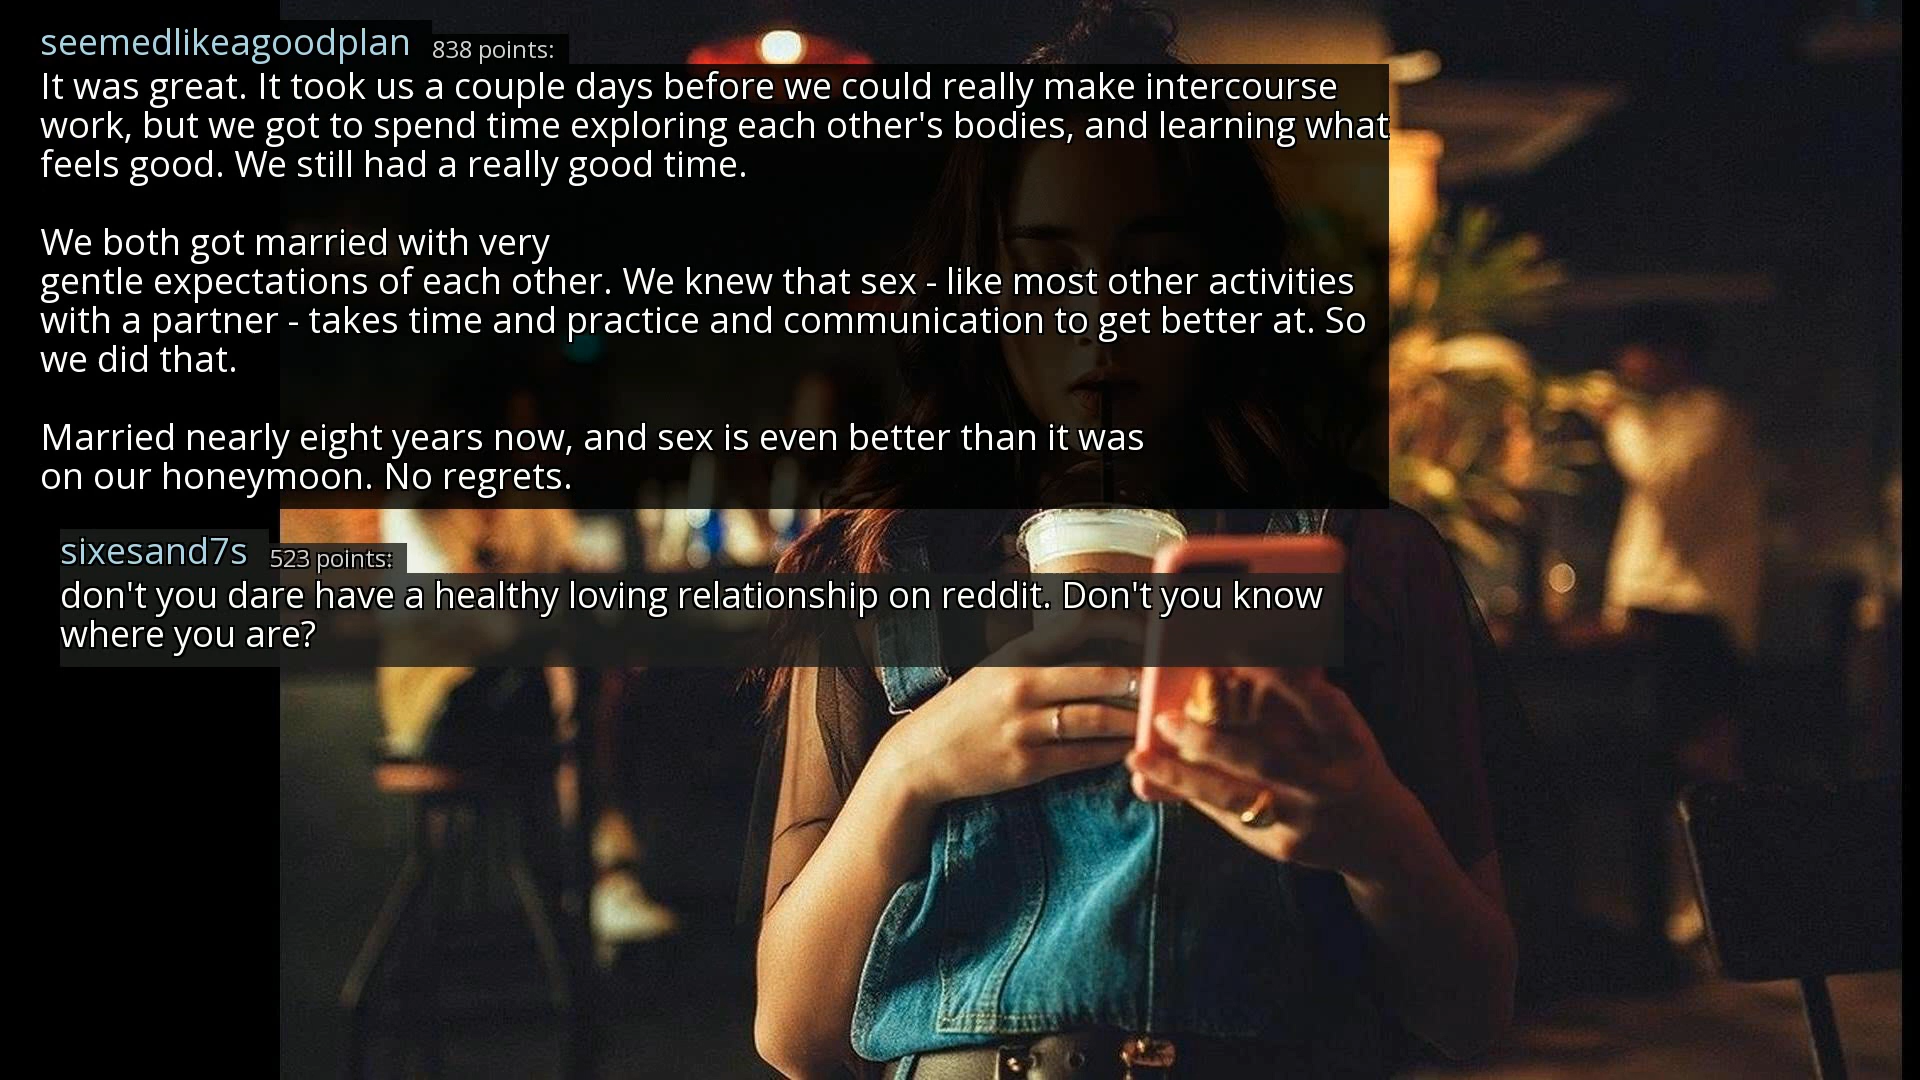 seemedlikeagoodplan 838 points:
It was great. It took us a couple days before we could really make intercourse
work, but we got to spend time exploring each other's bodies, and learning what
feels good. We still had a really good time.
We both got married with very
gentle expectations of each other. We knew that sex - like most other activities
with a partner - takes time and practice and communication to get better at. So
we did that.
Married nearly eight years now, and sex is even better than it was
on our honeymoon. No regrets.
sixesand7s 523 points:
don't you dare have a healthy loving relationship on reddit. Don't you know
where you are?